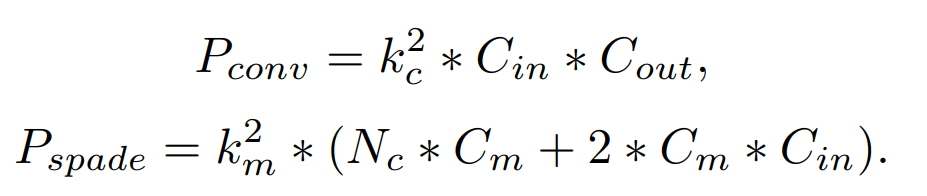 P_{conv} = k_c^2 * C_{in} * C_{out},
P_{spade} = k_m^2 * (N_c * C_m + 2 * C_m * C_{in}).